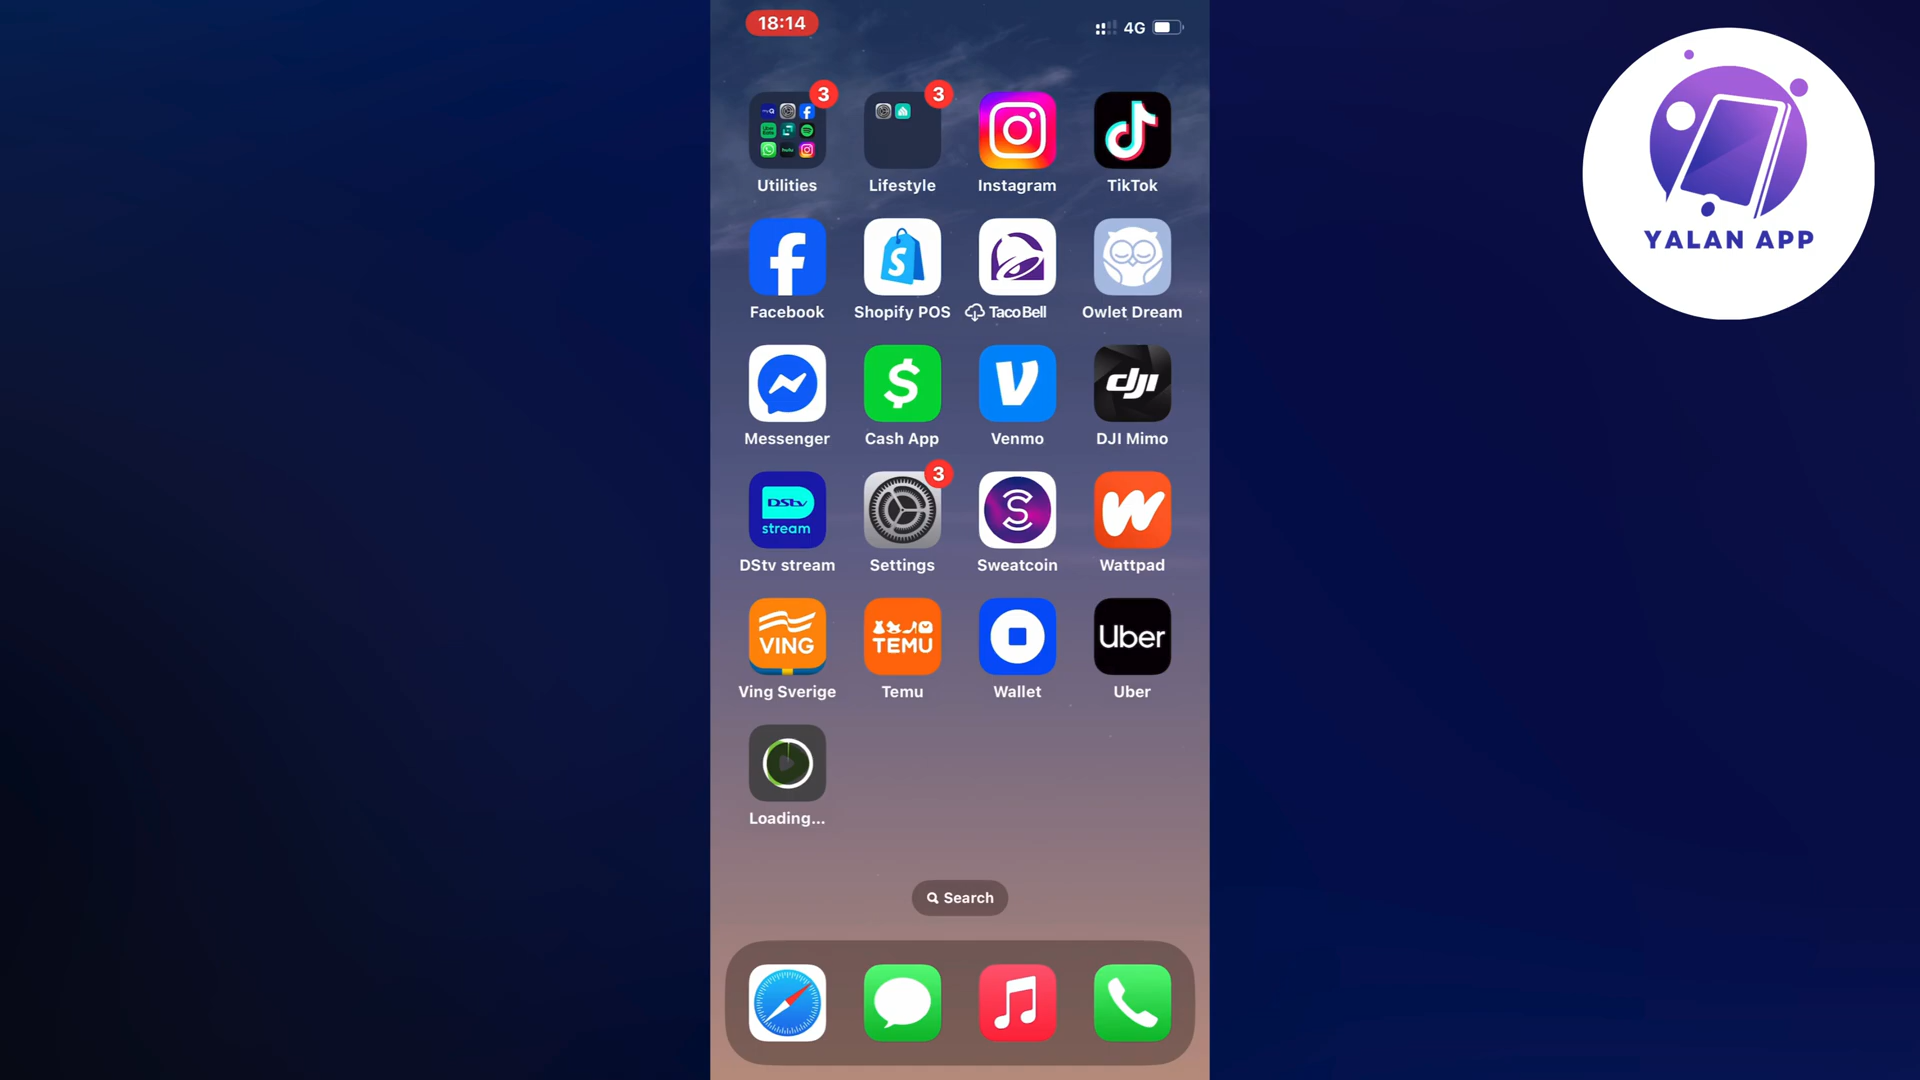 18:14
4G
YALAN APP
3
3
Utilities
Lifestyle
Instagram
TikTok
S
Facebook
Shopify POS
Taco Bell
Owlet Dream
$
V
dji
Messenger
Cash App
Venmo
DJI Mimo
3
DStv
stream
S
W
DStv stream
Settings
Sweatcoin
Wattpad
VING
TEMU
Uber
Ving Sverige
Temu
Wallet
Uber
Loading...
Search